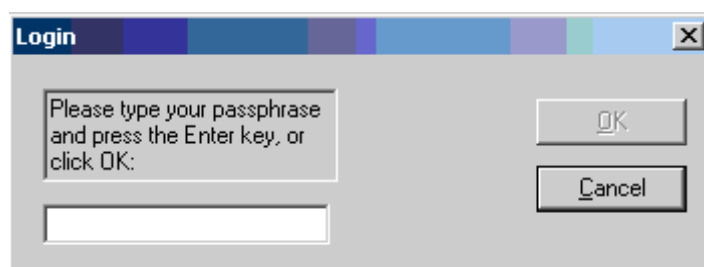 Login
Please type your passphrase
and press the Enter key, or
click OK:
OK
Cancel